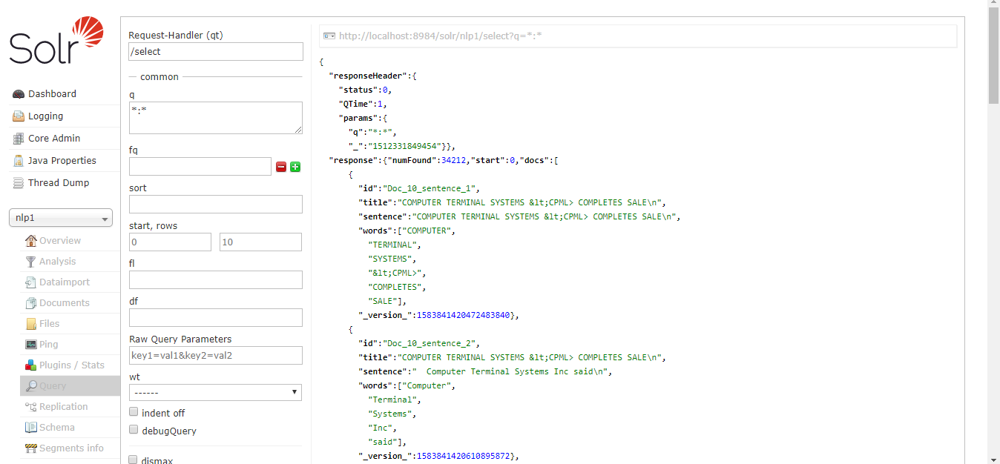 Solr
Dashboard
Logging
Core Admin
Java Properties
Thread Dump
nlp1
Overview
Analysis
Dataimport
Documents
Files
Ping
Plugins / Stats
Query
Replication
Schema
Segments info
Request-Handler (qt)
/select
common
q
*:*
fq
sort
start, rows
0 10
fl
df
Raw Query Parameters
key1=val1&key2=val2
wt
------
indent off
debugQuery
dismax
http://localhost:8984/solr/nlp1/select?q=*:*
{
"responseHeader":{
"status":0,
"QTime":1,
"params":{
"q":"*:*",
"_":"1512331849454"}},
"response":{"numFound":34212,"start":0,"docs":[
{
"id":"Doc_10_sentence_1",
"title":"COMPUTER TERMINAL SYSTEMS &lt;CPML> COMPLETES SALE\n",
"sentence":"COMPUTER TERMINAL SYSTEMS &lt;CPML> COMPLETES SALE\n",
"words":["COMPUTER",
"TERMINAL",
"SYSTEMS",
"&lt;CPML>",
"COMPLETES",
"SALE"],
"_version_":1583841420472483840},
{
"id":"Doc_10_sentence_2",
"title":"COMPUTER TERMINAL SYSTEMS &lt;CPML> COMPLETES SALE\n",
"sentence":"  Computer Terminal Systems Inc said\n",
"words":["Computer",
"Terminal",
"Systems",
"Inc",
"said"],
"_version_":1583841420610895872},